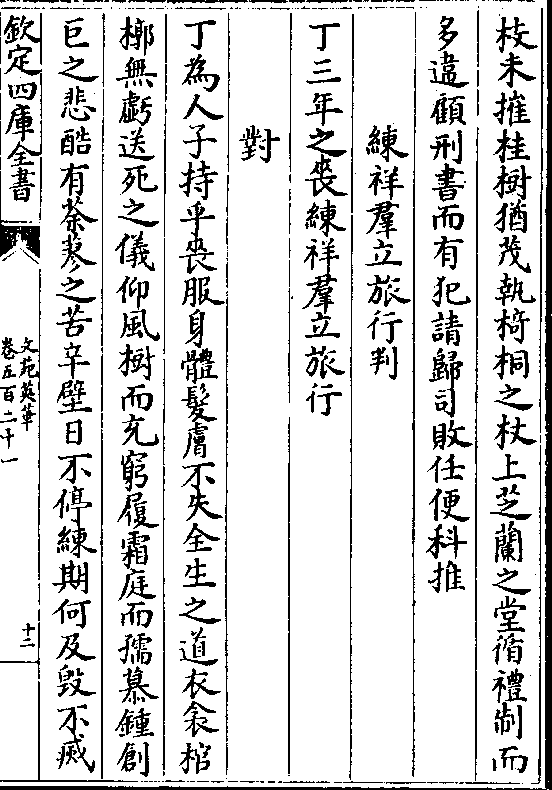 枝未摧桂樹猶茂執椅桐之杖上芝蘭之堂循禮制而
多違顧刑書而有犯請歸司敗任便科推
練祥羣立旅行判
丁三年之喪練祥羣立旅行
對
丁為人子持乎喪服身體髮膚不失全生之道衣衾棺
槨無虧送死之儀仰風樹而充窮履霜庭而孺慕鍾創
巨之悲酷有荼蓼之苦辛壁日不停練期何及毀不瘱
欽定四庫全書
文苑英華
卷五百二十一
十二